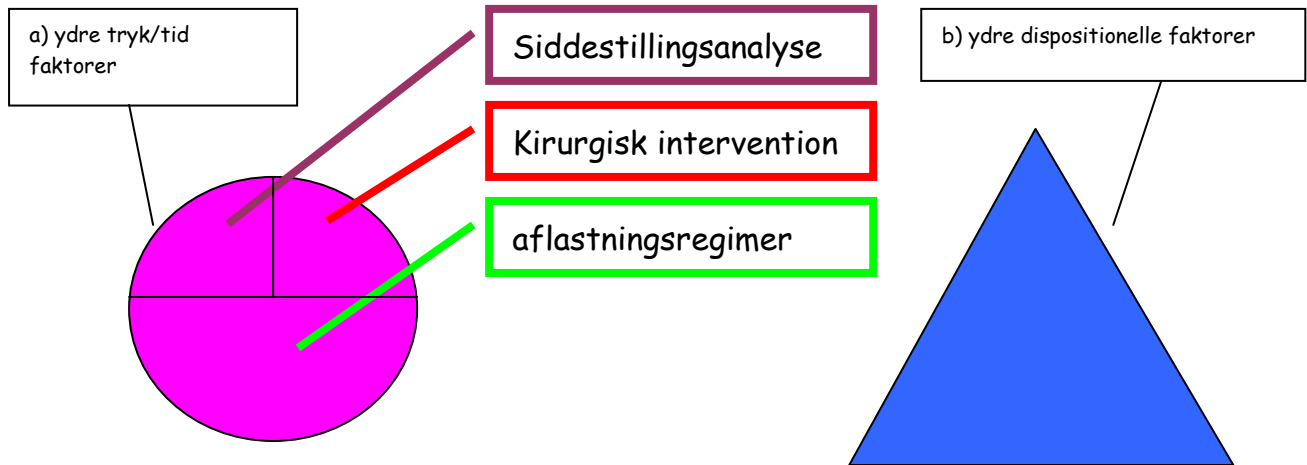 a) ydre tryk/tid
faktorer
Siddestillingsanalyse
Kirurgisk intervention
aflastningsregimer
b) ydre dispositionelle faktorer